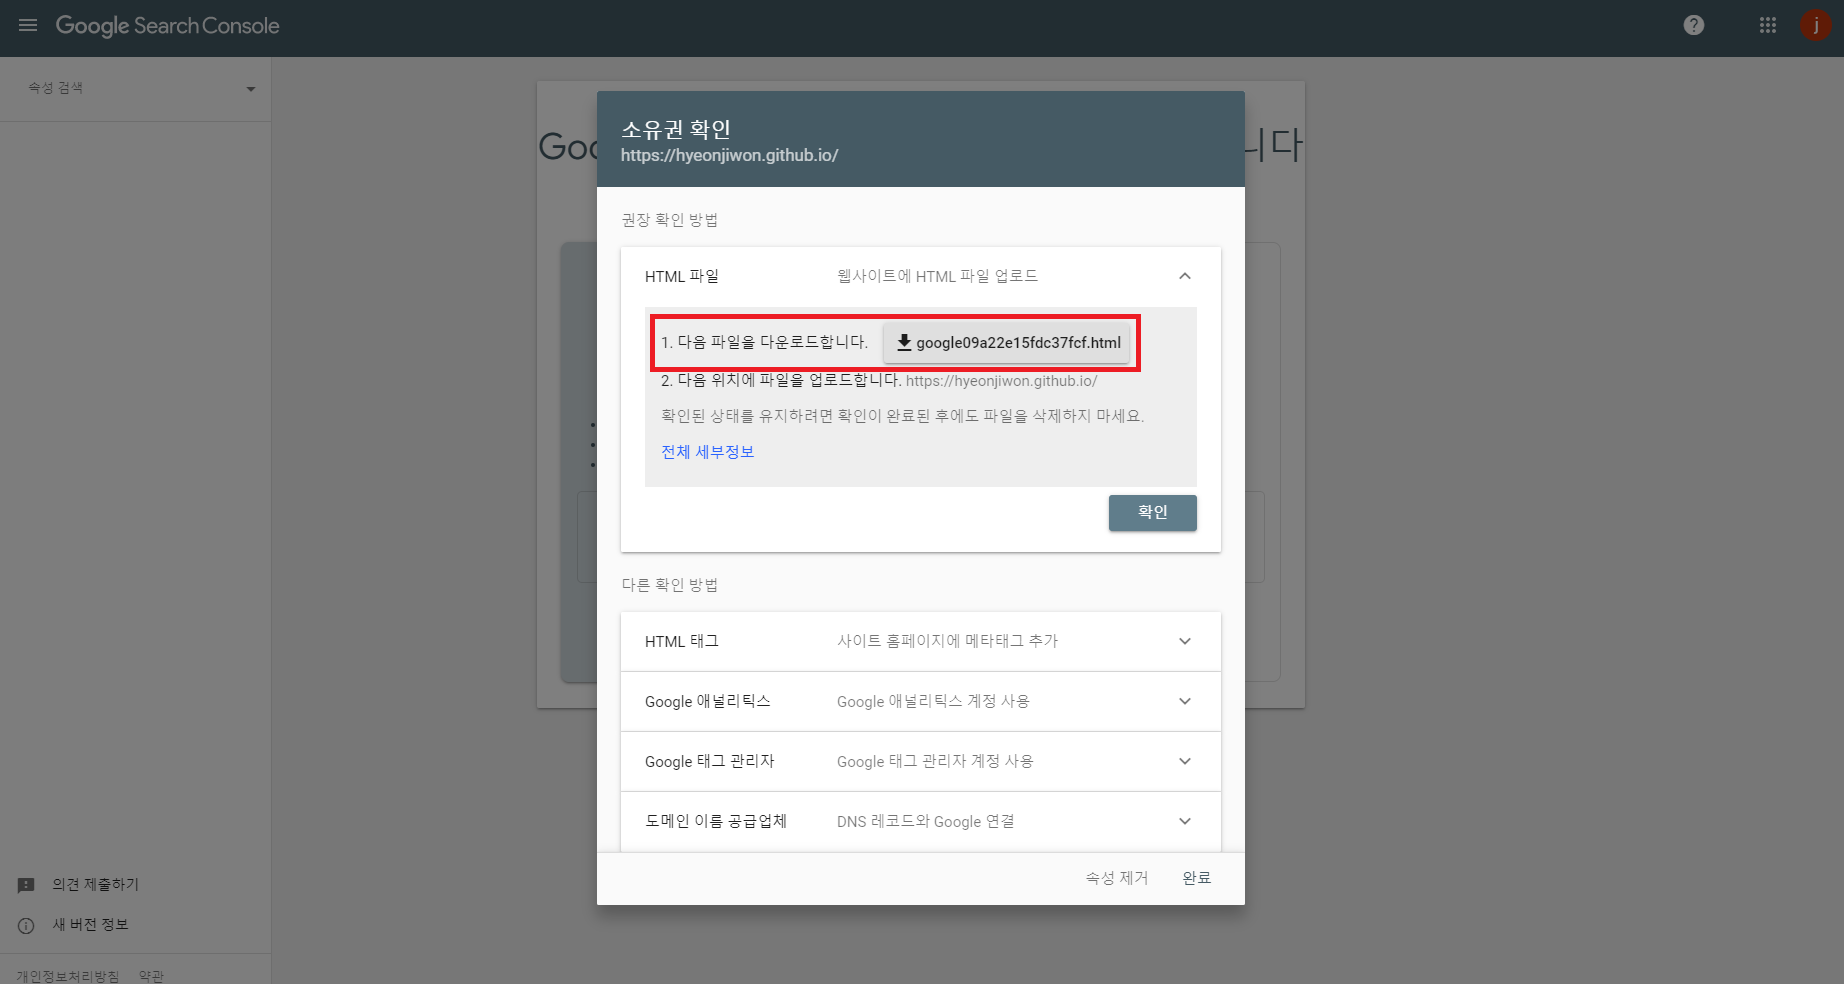 Google Search Console
?
j
속성 검색
Goo
니다
소유권 확인
https://hyeonjiwon.github.io/
권장 확인 방법
HTML 파일 웹사이트에 HTML 파일 업로드
1. 다음 파일을 다운로드합니다. google09a22e15fdc37fcf.html
2. 다음 위치에 파일을 업로드합니다. https://hyeonjiwon.github.io/
확인된 상태를 유지하려면 확인이 완료된 후에도 파일을 삭제하지 마세요.
전체 세부정보
확인
다른 확인 방법
HTML 태그 사이트 홈페이지에 메타태그 추가
Google 애널리틱스 Google 애널리틱스 계정 사용
Google 태그 관리자 Google 태그 관리자 계정 사용
도메인 이름 공급업체 DNS 레코드와 Google 연결
속성 제거 완료
의견 제출하기
새 버전 정보
개인정보처리방침 약관